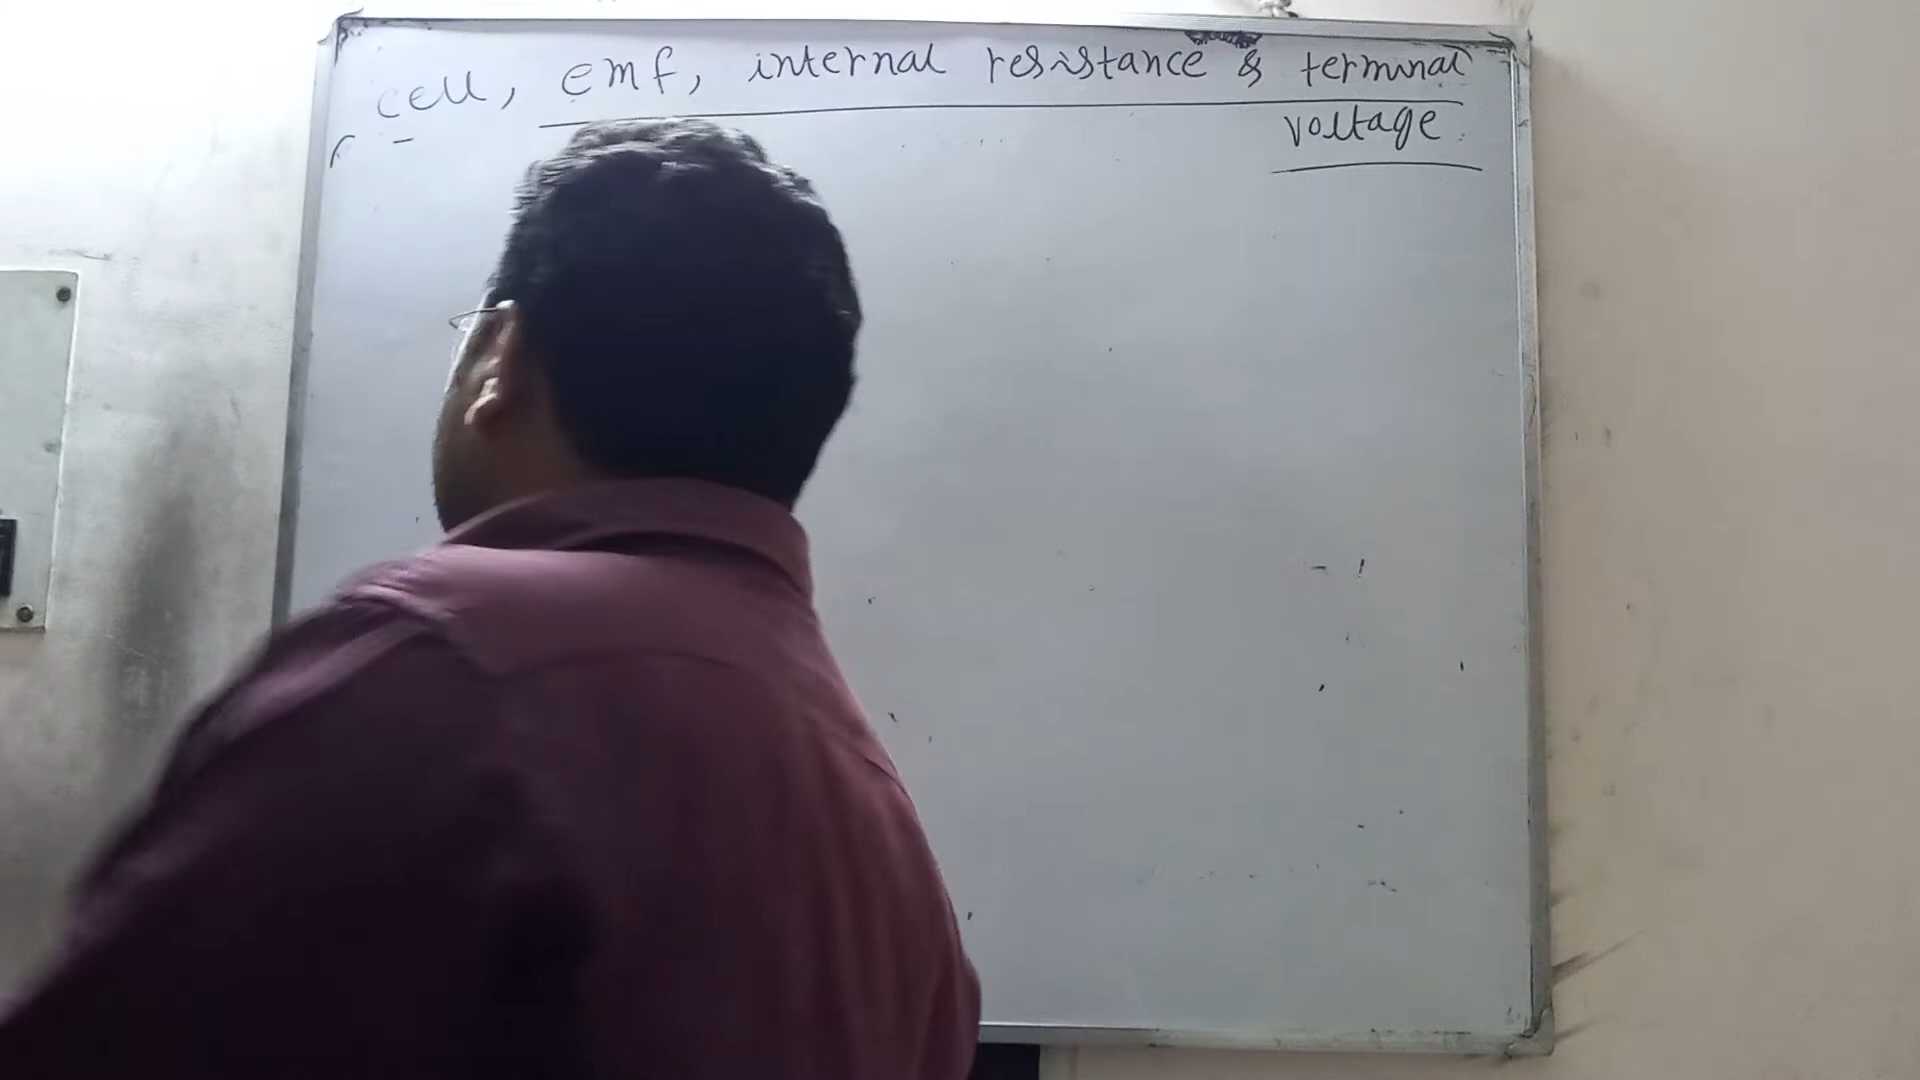 cell, emf, internal resistance & terminal
voltage.